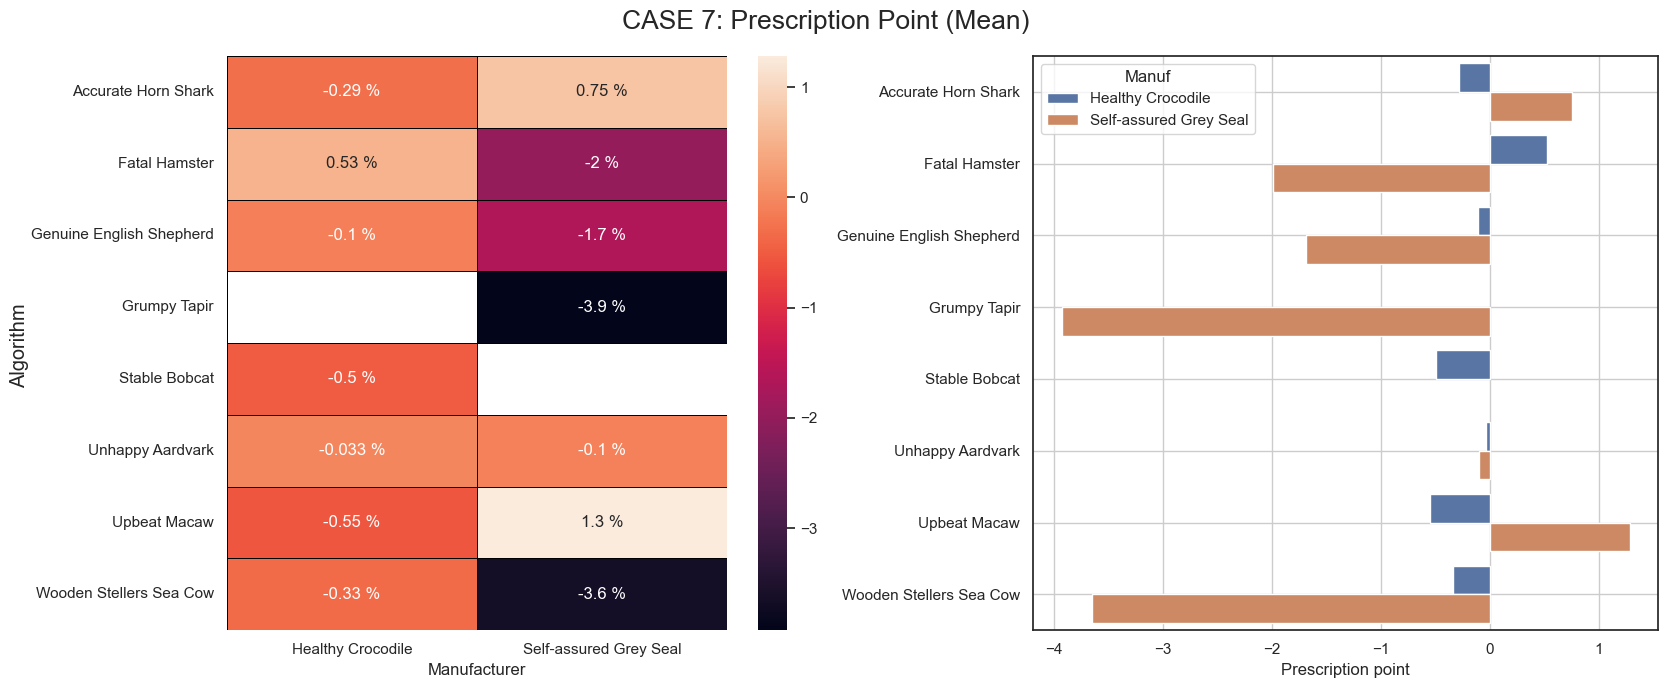 CASE 7: Prescription Point (Mean)
Algorithm
Accurate Horn Shark
-0.29 %
0.75 %
Fatal Hamster
0.53 %
-2 %
Genuine English Shepherd
-0.1 %
-1.7 %
Grumpy Tapir
-3.9 %
Stable Bobcat
-0.5 %
Unhappy Aardvark
-0.033 %
-0.1 %
Upbeat Macaw
-0.55 %
1.3 %
Wooden Stellers Sea Cow
-0.33 %
-3.6 %
Healthy Crocodile
Self-assured Grey Seal
Manufacturer
1
0
−1
−2
−3
Manuf
Healthy Crocodile
Self-assured Grey Seal
Accurate Horn Shark
Fatal Hamster
Genuine English Shepherd
Grumpy Tapir
Stable Bobcat
Unhappy Aardvark
Upbeat Macaw
Wooden Stellers Sea Cow
−4
−3
−2
−1
0
1
Prescription point